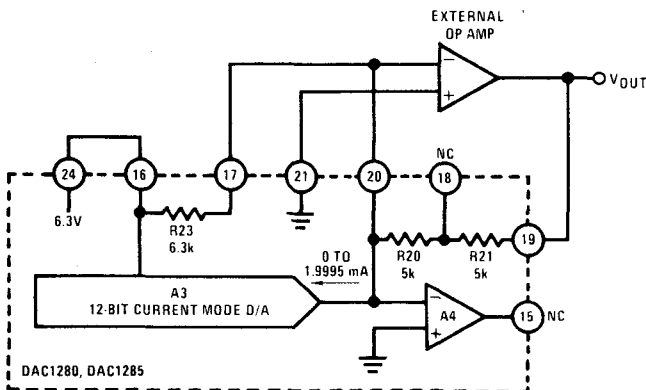 EXTERNAL
OP AMP
−
+
VOUT
NC
24
16
17
21
20
18
6.3V
R23
6.3k
0 TO
1.9995 mA
R20
5k
R21
5k
19
A3
12-BIT CURRENT MODE D/A
−
+
A4
15
NC
DAC1280, DAC1285